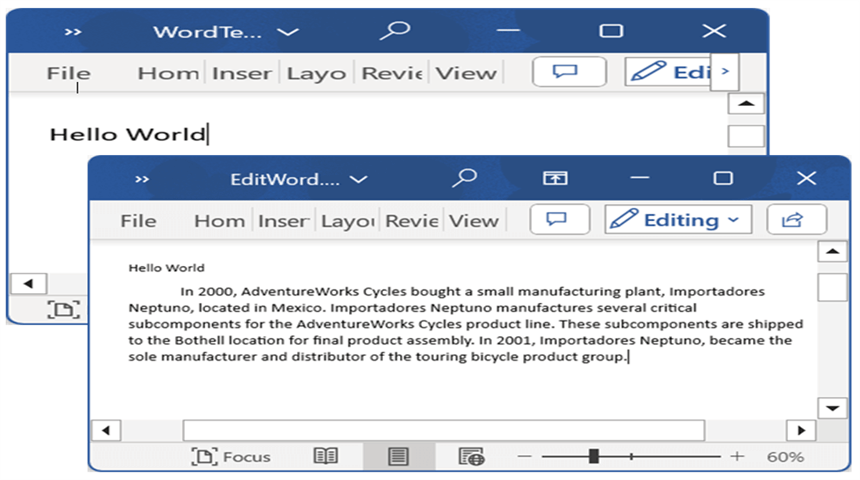 WordTe...
File Hom Inser Layo Revie View Edi
Hello World
EditWord....
File Hom Inser Layou Revie View Editing
Hello World
In 2000, AdventureWorks Cycles bought a small manufacturing plant, Importadores
Neptuno, located in Mexico. Importadores Neptuno manufactures several critical
subcomponents for the AdventureWorks Cycles product line. These subcomponents are shipped
to the Bothell location for final product assembly. In 2001, Importadores Neptuno, became the
sole manufacturer and distributor of the touring bicycle product group.
Focus 60%